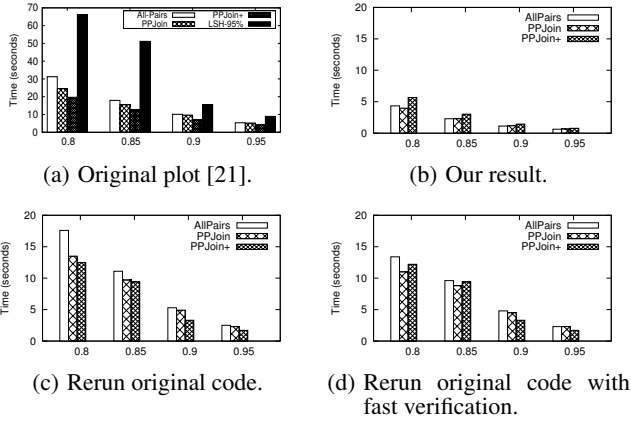 70
60
50
40
30
20
10
0
Time (seconds)
All-Pairs
PPJoin
PPJoin+
LSH-95%
0.8 0.85 0.9 0.95
(a) Original plot [21].
20
15
10
5
0
Time (seconds)
AllPairs
PPJoin
PPJoin+
0.8 0.85 0.9 0.95
(b) Our result.
20
15
10
5
0
Time (seconds)
AllPairs
PPJoin
PPJoin+
0.8 0.85 0.9 0.95
(c) Rerun original code.
20
15
10
5
0
Time (seconds)
AllPairs
PPJoin
PPJoin+
0.8 0.85 0.9 0.95
(d) Rerun original code with
fast verification.